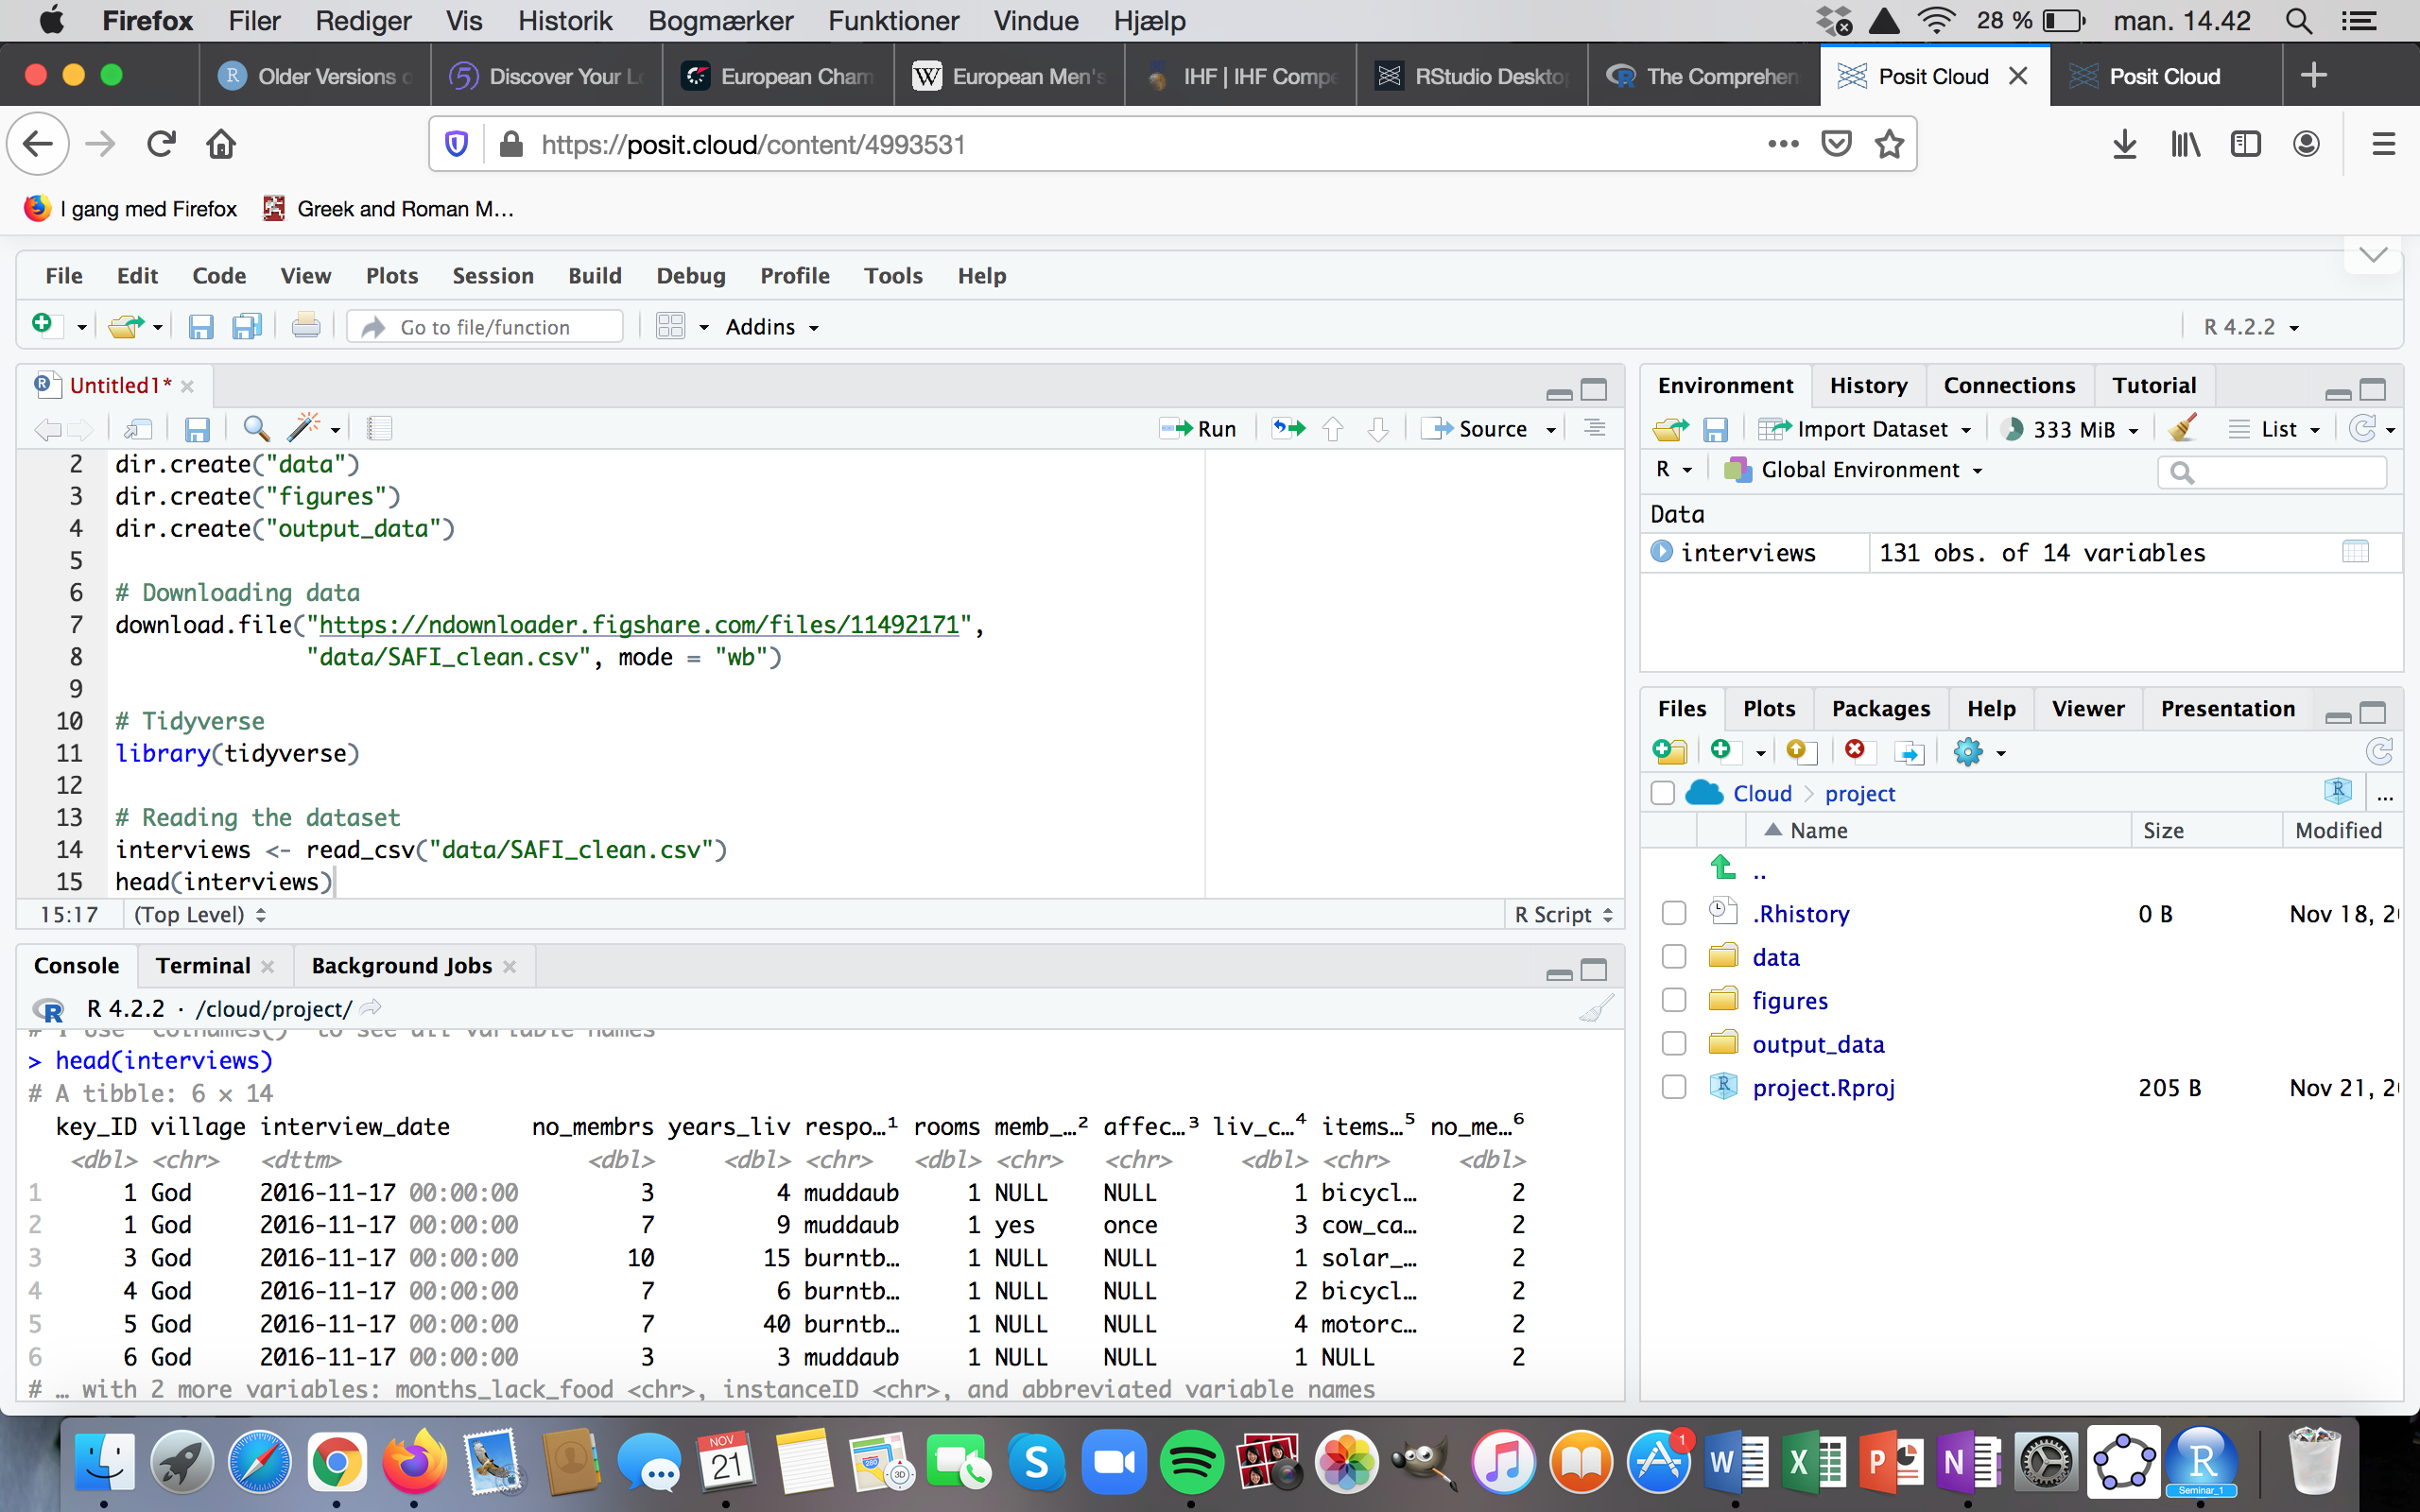 Firefox Filer Rediger Vis Historik Bogmærker Funktioner Vindue Hjælp 28 % man. 14.42
Older Versions o Discover Your Lo European Cham European Men's IHF | IHF Compe RStudio Desktop The Comprehen Posit Cloud Posit Cloud
https://posit.cloud/content/4993531
I gang med Firefox Greek and Roman M…
File Edit Code View Plots Session Build Debug Profile Tools Help
Go to file/function Addins R 4.2.2
Untitled1*
Run Source
2 dir.create("data")
3 dir.create("figures")
4 dir.create("output_data")
5
6 # Downloading data
7 download.file("https://ndownloader.figshare.com/files/11492171",
8 "data/SAFI_clean.csv", mode = "wb")
9
10 # Tidyverse
11 library(tidyverse)
12
13 # Reading the dataset
14 interviews <- read_csv("data/SAFI_clean.csv")
15 head(interviews)
15:17 (Top Level) R Script
Console Terminal Background Jobs
R 4.2.2 · /cloud/project/
# ℹ Use `colnames()` to see all variable names
> head(interviews)
# A tibble: 6 × 14
key_ID village interview_date no_membrs years_liv respo…¹ rooms memb_…² affec…³ liv_c…⁴ items…⁵ no_me…⁶
<dbl> <chr> <dttm> <dbl> <dbl> <chr> <dbl> <chr> <chr> <dbl> <chr> <dbl>
1 1 God 2016-11-17 00:00:00 3 4 muddaub 1 NULL NULL 1 bicycl… 2
2 1 God 2016-11-17 00:00:00 7 9 muddaub 1 yes once 3 cow_ca… 2
3 3 God 2016-11-17 00:00:00 10 15 burntb… 1 NULL NULL 1 solar_… 2
4 4 God 2016-11-17 00:00:00 7 6 burntb… 1 NULL NULL 2 bicycl… 2
5 5 God 2016-11-17 00:00:00 7 40 burntb… 1 NULL NULL 4 motorc… 2
6 6 God 2016-11-17 00:00:00 3 3 muddaub 1 NULL NULL 1 NULL 2
# … with 2 more variables: months_lack_food <chr>, instanceID <chr>, and abbreviated variable names
Environment History Connections Tutorial
Import Dataset 333 MiB List
R Global Environment
Data
interviews 131 obs. of 14 variables
Files Plots Packages Help Viewer Presentation
Cloud project ...
Name Size Modified
..
.Rhistory 0 B Nov 18, 2
data
figures
output_data
project.Rproj 205 B Nov 21, 2
NOV
21
280
3D
1
Seminar_1